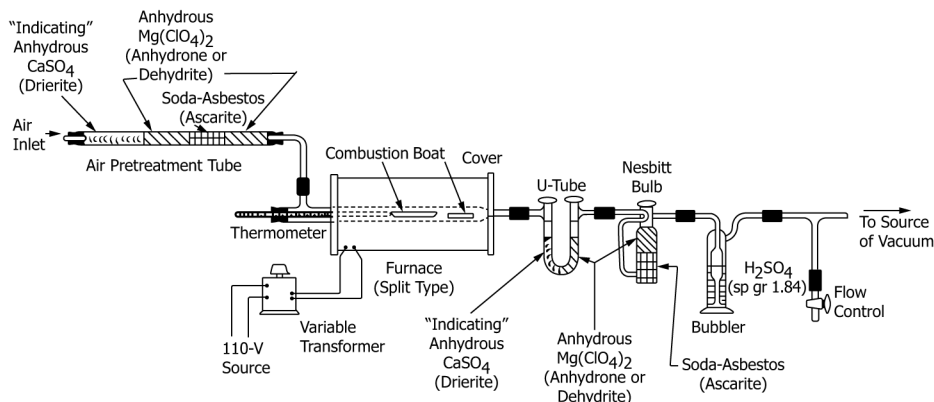 “Indicating”
Anhydrous
CaSO4
(Drierite)
Anhydrous
Mg(ClO4)2
(Anhydrone or
Dehydrite)
Soda-Asbestos
(Ascarite)
Air
Inlet
Air Pretreatment Tube
Combustion Boat
Cover
U-Tube
Nesbitt
Bulb
To Source
of Vacuum
Thermometer
Furnace
(Split Type)
H2SO4
(sp gr 1.84)
Flow
Control
Bubbler
Variable
Transformer
110-V
Source
“Indicating”
Anhydrous
CaSO4
(Drierite)
Anhydrous
Mg(ClO4)2
(Anhydrone or
Dehydrite)
Soda-Asbestos
(Ascarite)